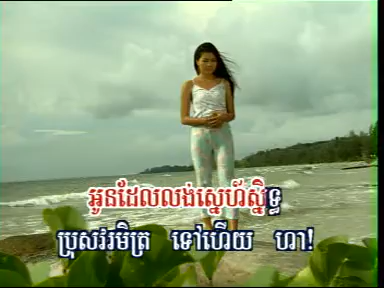 អូនដែលលង់ស្នេហ៍ស្និទ្ធ
ប្រុសវរមិត្រ ទៅហើយ ហា!